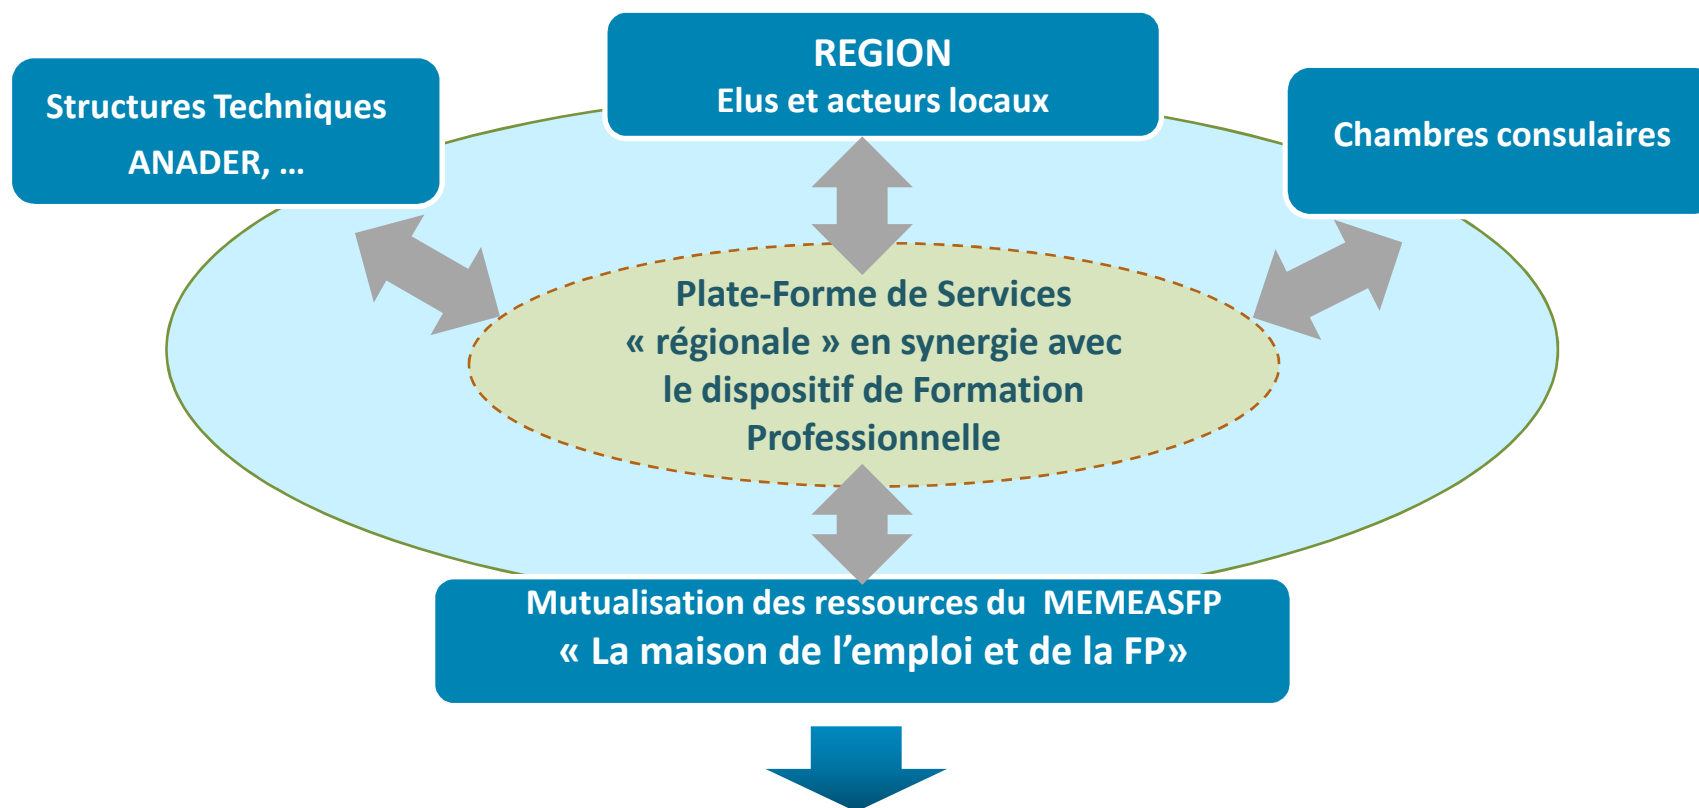 REGION
Elus et acteurs locaux
Structures Techniques
ANADER, ...
Chambres consulaires
Plate-Forme de Services
« régionale » en synergie avec
le dispositif de Formation
Professionnelle
Mutualisation des ressources du MEMEASFP
« La maison de l’emploi et de la FP»